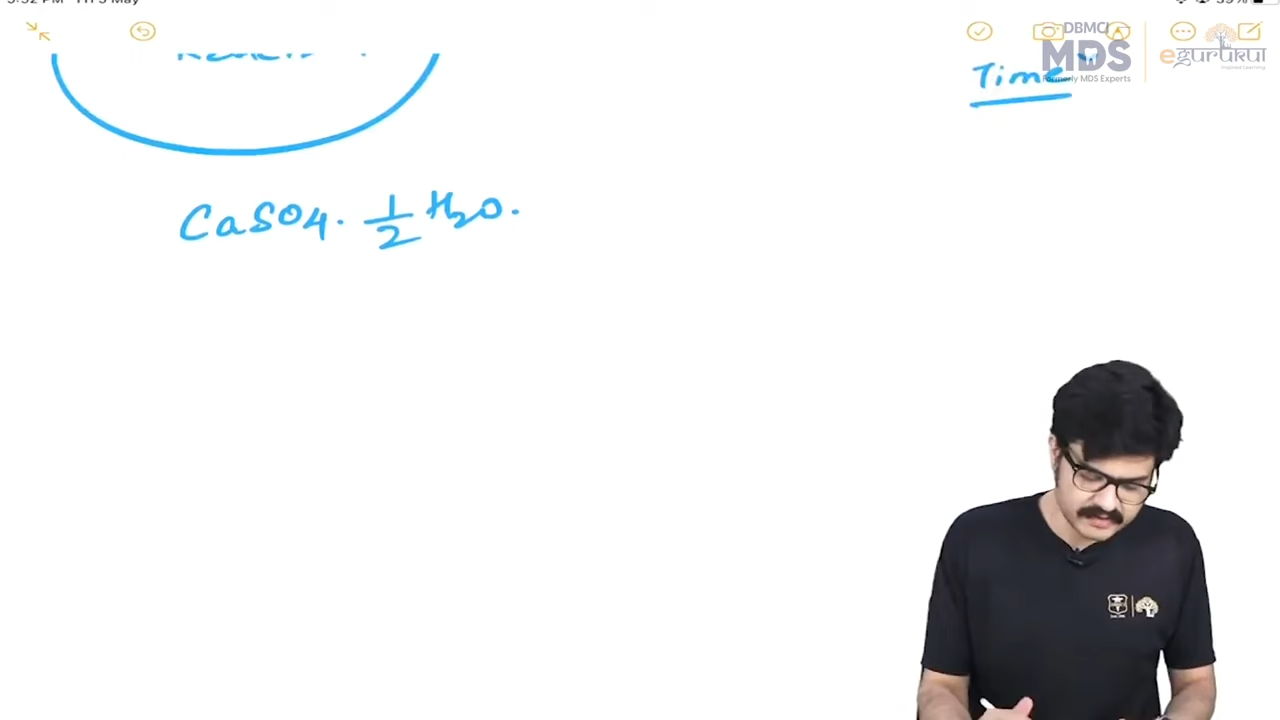 DBMCI
MDS
Formerly MDS Experts
egurukul
Time
CaSO4. 1/2 H2O.